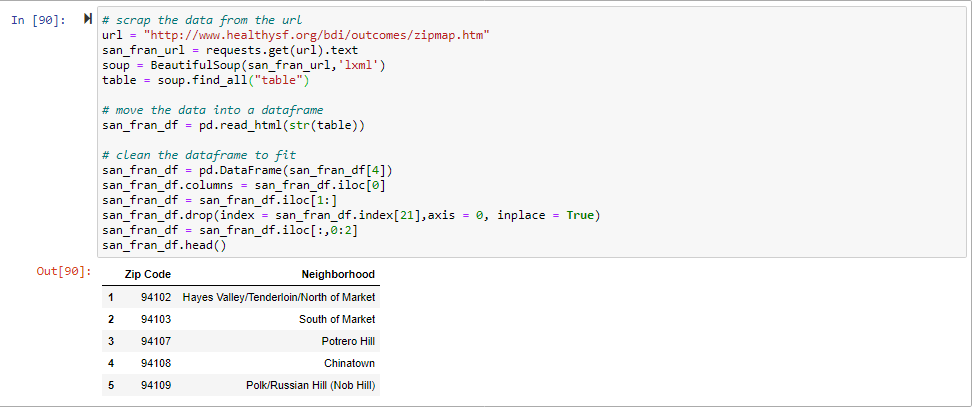 In [90]:
# scrap the data from the url
url = "http://www.healthysf.org/bdi/outcomes/zipmap.htm"
san_fran_url = requests.get(url).text
soup = BeautifulSoup(san_fran_url,'lxml')
table = soup.find_all("table")
# move the data into a dataframe
san_fran_df = pd.read_html(str(table))
# clean the dataframe to fit
san_fran_df = pd.DataFrame(san_fran_df[4])
san_fran_df.columns = san_fran_df.iloc[0]
san_fran_df = san_fran_df.iloc[1:]
san_fran_df.drop(index = san_fran_df.index[21],axis = 0, inplace = True)
san_fran_df = san_fran_df.iloc[:,0:2]
san_fran_df.head()
Out[90]:
Zip Code Neighborhood
1 94102 Hayes Valley/Tenderloin/North of Market
2 94103 South of Market
3 94107 Potrero Hill
4 94108 Chinatown
5 94109 Polk/Russian Hill (Nob Hill)